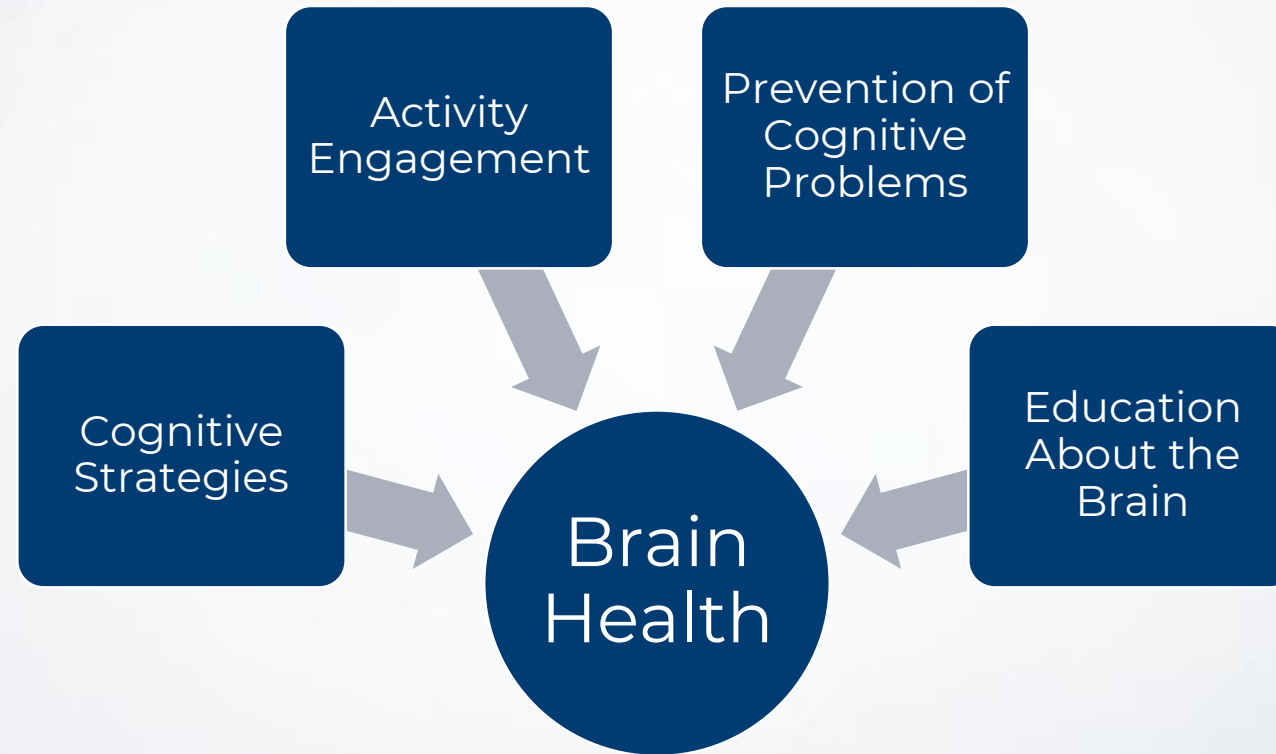 Activity
Engagement
Prevention of
Cognitive
Problems
Cognitive
Strategies
Education
About the
Brain
Brain
Health